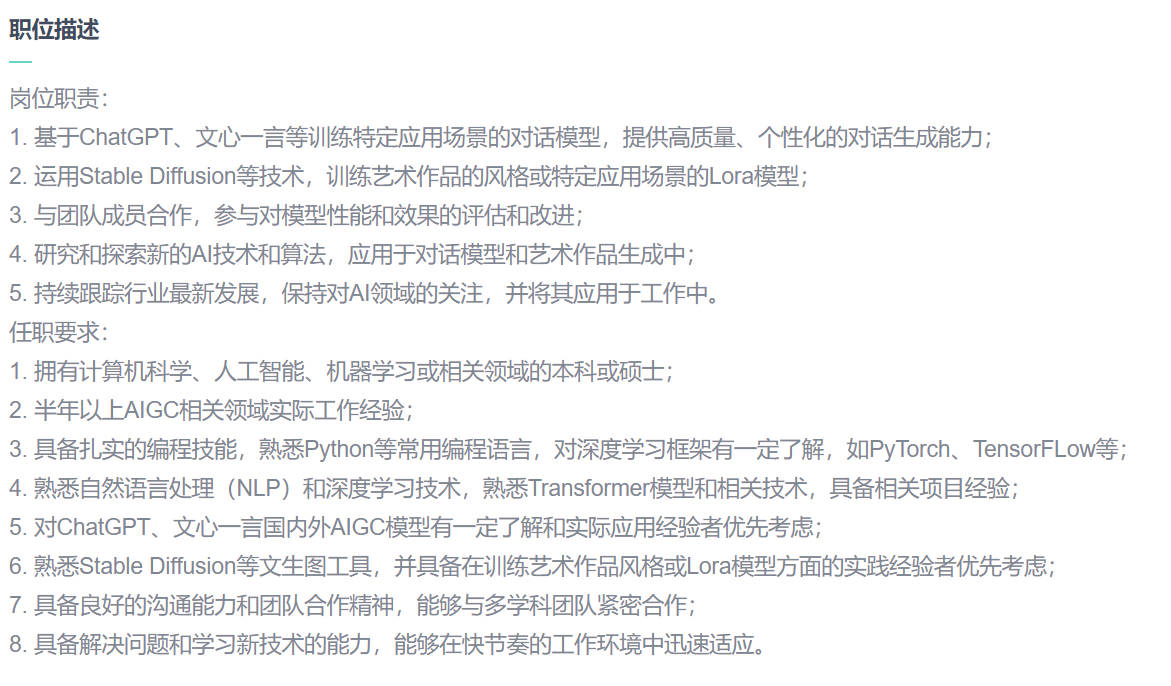 职位描述
岗位职责：
1. 基于ChatGPT、文心一言等训练特定应用场景的对话模型，提供高质量、个性化的对话生成能力；
2. 运用Stable Diffusion等技术，训练艺术作品的风格或特定应用场景的Lora模型；
3. 与团队成员合作，参与对模型性能和效果的评估和改进；
4. 研究和探索新的AI技术和算法，应用于对话模型和艺术作品生成中；
5. 持续跟踪行业最新发展，保持对AI领域的关注，并将其应用于工作中。
任职要求：
1. 拥有计算机科学、人工智能、机器学习或相关领域的本科或硕士；
2. 半年以上AIGC相关领域实际工作经验；
3. 具备扎实的编程技能，熟悉Python等常用编程语言，对深度学习框架有一定了解，如PyTorch、TensorFLow等；
4. 熟悉自然语言处理（NLP）和深度学习技术，熟悉Transformer模型和相关技术，具备相关项目经验；
5. 对ChatGPT、文心一言国内外AIGC模型有一定了解和实际应用经验者优先考虑；
6. 熟悉Stable Diffusion等文生图工具，并具备在训练艺术作品风格或Lora模型方面的实践经验者优先考虑；
7. 具备良好的沟通能力和团队合作精神，能够与多学科团队紧密合作；
8. 具备解决问题和学习新技术的能力，能够在快节奏的工作环境中迅速适应。